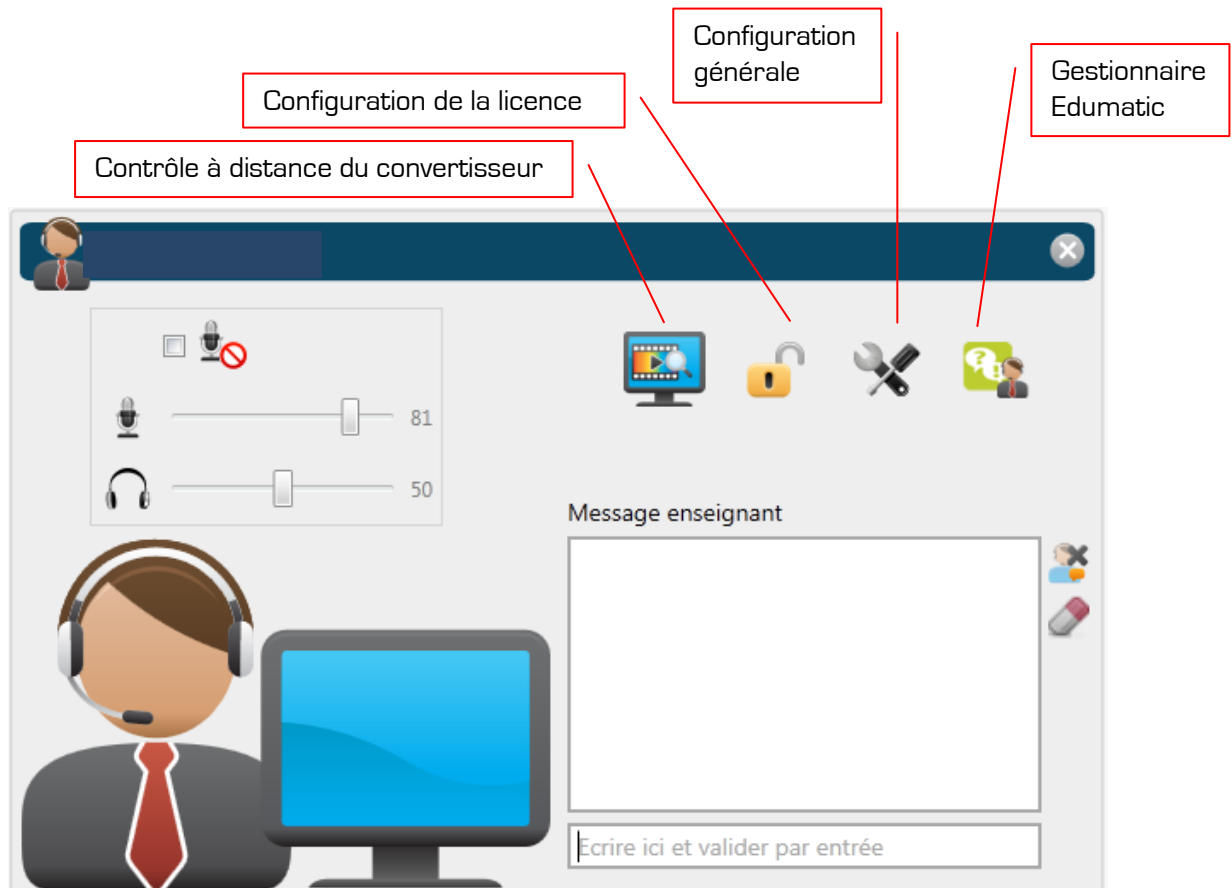 Configuration
générale
Gestionnaire
Edumatic
Configuration de la licence
Contrôle à distance du convertisseur
81
50
Message enseignant
Ecrire ici et valider par entrée